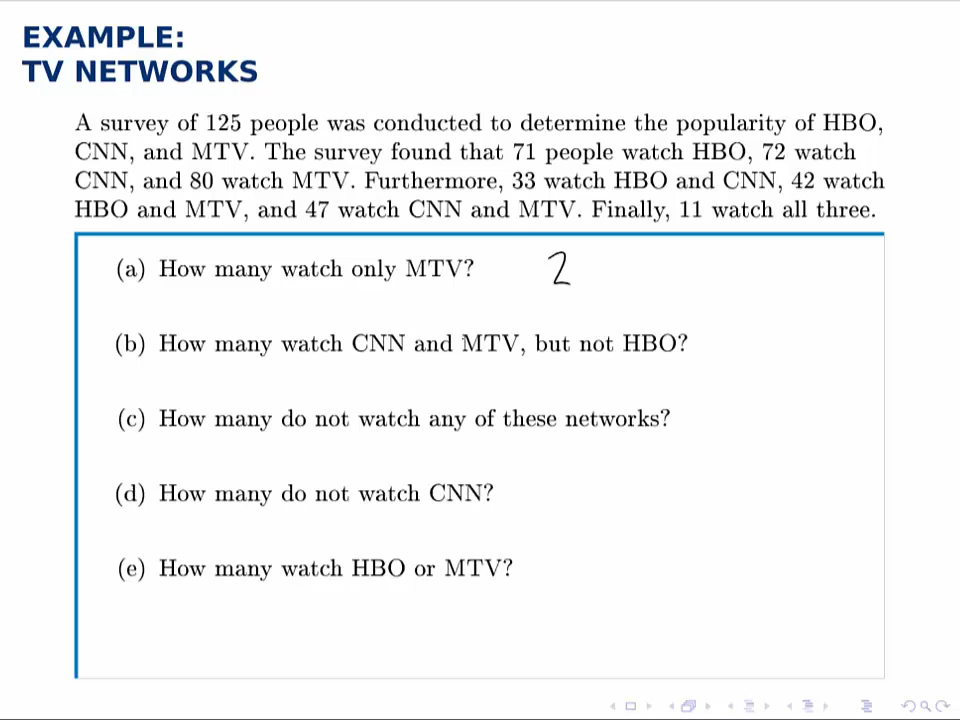 EXAMPLE:
TV NETWORKS
A survey of 125 people was conducted to determine the popularity of HBO,
CNN, and MTV. The survey found that 71 people watch HBO, 72 watch
CNN, and 80 watch MTV. Furthermore, 33 watch HBO and CNN, 42 watch
HBO and MTV, and 47 watch CNN and MTV. Finally, 11 watch all three.
(a) How many watch only MTV? 2
(b) How many watch CNN and MTV, but not HBO?
(c) How many do not watch any of these networks?
(d) How many do not watch CNN?
(e) How many watch HBO or MTV?